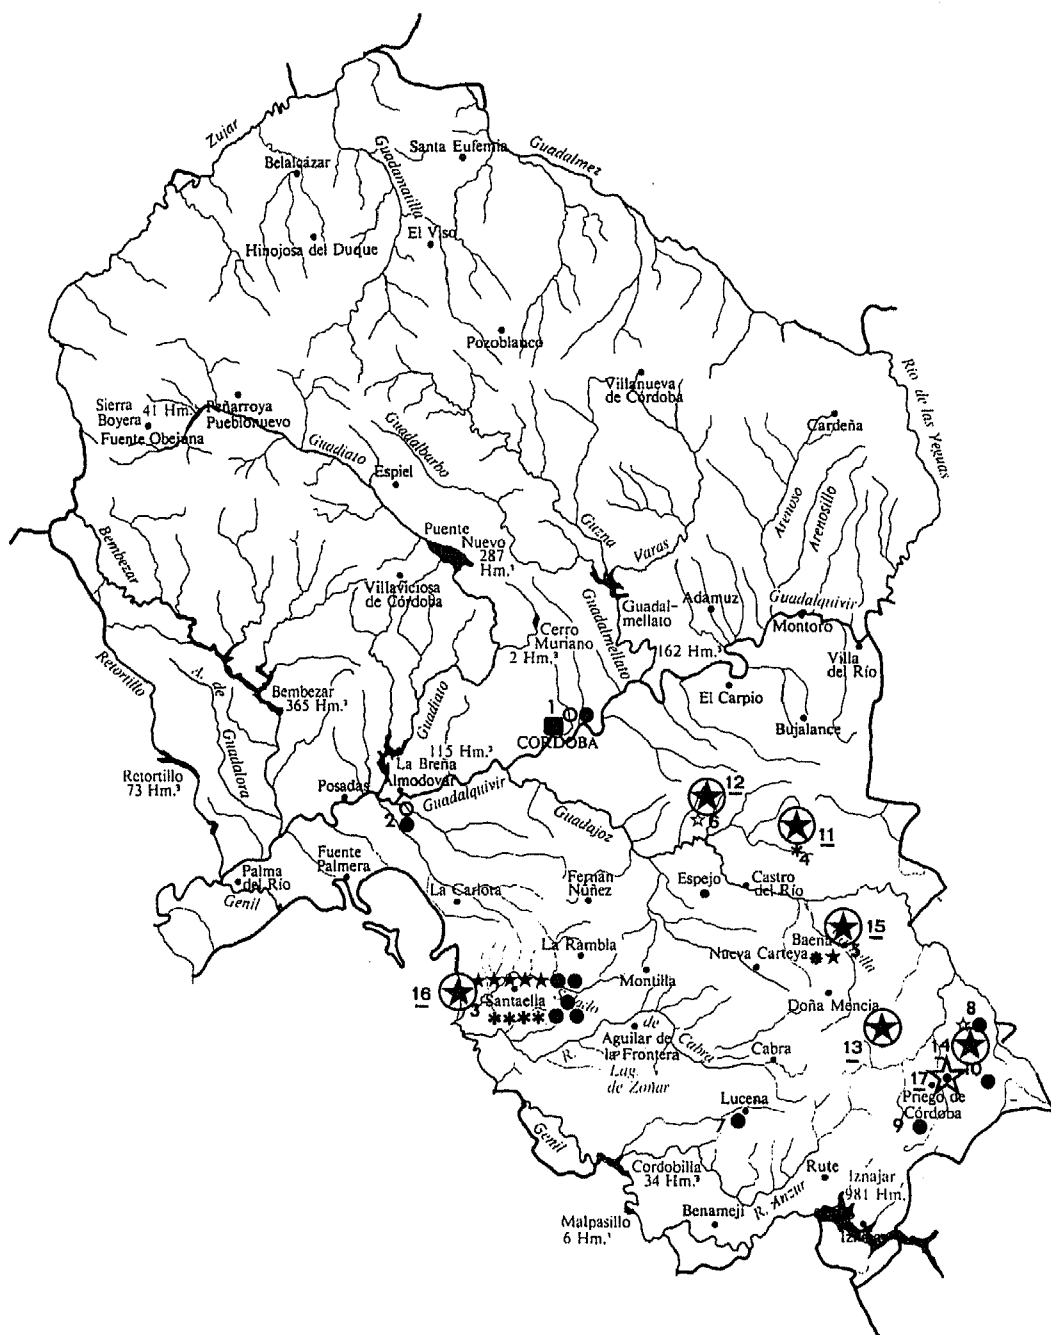 Zujar
Guadalmez
Santa Eufemia
Belalcázar
Guadamatilla
El Viso
Hinojosa del Duque
Pozoblanco
Villanueva
de Córdoba
Río de las Yeguas
Sierra
Boyera
41 Hm.³
Peñarroya
Pueblonuevo
Fuente Obejuna
Cardeña
Guadiato
Guadalbarbo
Espiel
Arenoso
Arenosillo
Puente
Nuevo
287
Hm.³
Guzna
Varas
Bembezar
Villaviciosa
de Córdoba
Guadal-
mellato
Adamuz
Guadalquivir
Montoro
Guadalmellato
Cerro
Muriano
2 Hm.³
162 Hm.³
Villa
del Río
Retortillo
A. de
Guadalora
Bembezar
365 Hm.³
Guadiato
El Carpio
Bujalance
1
CORDOBA
115 Hm.³
La Breña
Almodovar
Retortillo
73 Hm.³
Posadas
Guadalquivir
Guadajoz
2
12
6
11
4
Fuente
Palmera
Palma
del Río
Genil
La Carlota
Fernán
Núñez
Espejo
Castro
del Río
15
Baena
5
La Rambla
Nueva Carteya
Montilla
16
3
Santaella
Doña Mencía
8
13
14
R.
de
Cabra
Aguilar de
la Frontera
Lag.
de Zoñar
Cabra
10
17
Priego de
Córdoba
Lucena
7
9
Genil
Cordobilla
34 Hm.³
Rute
Iznajar
981 Hm.
R. Anzur
Malpasillo
6 Hm.³
Benamejí